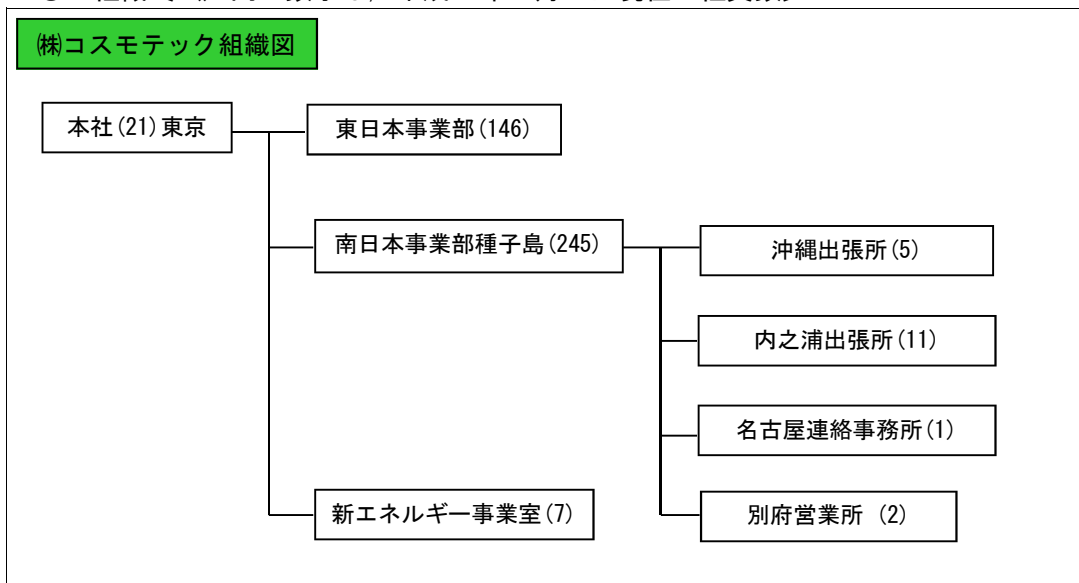 ㈱コスモテック組織図
本社(21)東京
東日本事業部(146)
南日本事業部種子島(245)
沖縄出張所(5)
内之浦出張所(11)
名古屋連絡事務所(1)
新エネルギー事業室(7)
別府営業所 (2)